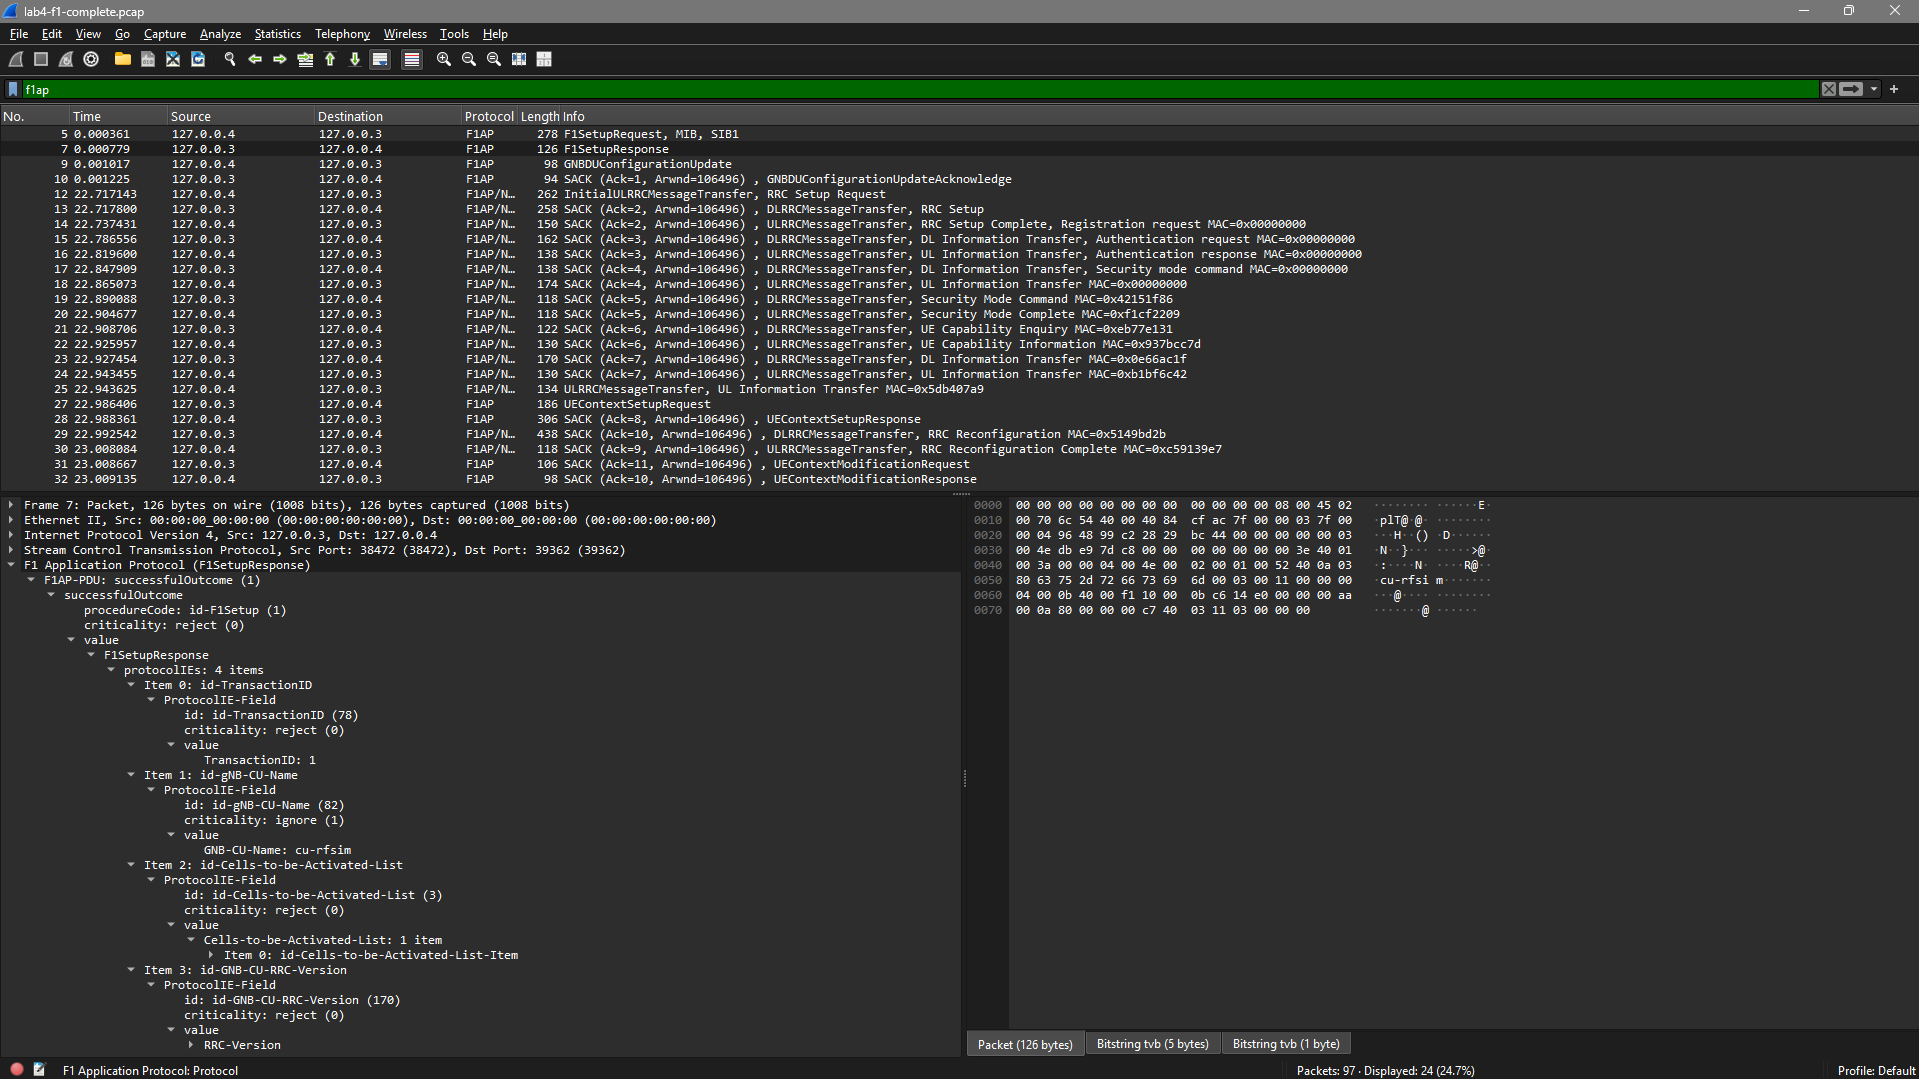 lab4-f1-complete.pcap
File Edit View Go Capture Analyze Statistics Telephony Wireless Tools Help
f1ap
No. Time Source Destination Protocol Length Info
5 0.000361 127.0.0.4 127.0.0.3 F1AP 278 F1SetupRequest, MIB, SIB1
7 0.000779 127.0.0.3 127.0.0.4 F1AP 126 F1SetupResponse
9 0.001017 127.0.0.4 127.0.0.3 F1AP 98 GNBDUConfigurationUpdate
10 0.001225 127.0.0.3 127.0.0.4 F1AP 94 SACK (Ack=1, Arwnd=106496) , GNBDUConfigurationUpdateAcknowledge
12 22.717143 127.0.0.4 127.0.0.3 F1AP/N… 262 InitialULRRCMessageTransfer, RRC Setup Request
13 22.717800 127.0.0.3 127.0.0.4 F1AP/N… 258 SACK (Ack=2, Arwnd=106496) , DLRRCMessageTransfer, RRC Setup
14 22.737431 127.0.0.4 127.0.0.3 F1AP/N… 150 SACK (Ack=2, Arwnd=106496) , ULRRCMessageTransfer, RRC Setup Complete, Registration request MAC=0x00000000
15 22.786556 127.0.0.3 127.0.0.4 F1AP/N… 162 SACK (Ack=3, Arwnd=106496) , DLRRCMessageTransfer, DL Information Transfer, Authentication request MAC=0x00000000
16 22.819600 127.0.0.4 127.0.0.3 F1AP/N… 138 SACK (Ack=3, Arwnd=106496) , ULRRCMessageTransfer, UL Information Transfer, Authentication response MAC=0x00000000
17 22.847909 127.0.0.3 127.0.0.4 F1AP/N… 138 SACK (Ack=4, Arwnd=106496) , DLRRCMessageTransfer, DL Information Transfer, Security mode command MAC=0x00000000
18 22.865073 127.0.0.4 127.0.0.3 F1AP/N… 174 SACK (Ack=4, Arwnd=106496) , ULRRCMessageTransfer, UL Information Transfer MAC=0x00000000
19 22.890088 127.0.0.3 127.0.0.4 F1AP/N… 118 SACK (Ack=5, Arwnd=106496) , DLRRCMessageTransfer, Security Mode Command MAC=0x42151f86
20 22.904677 127.0.0.4 127.0.0.3 F1AP/N… 118 SACK (Ack=5, Arwnd=106496) , ULRRCMessageTransfer, Security Mode Complete MAC=0xf1cf2209
21 22.908706 127.0.0.3 127.0.0.4 F1AP/N… 122 SACK (Ack=6, Arwnd=106496) , DLRRCMessageTransfer, UE Capability Enquiry MAC=0xeb77e131
22 22.925957 127.0.0.4 127.0.0.3 F1AP/N… 130 SACK (Ack=6, Arwnd=106496) , ULRRCMessageTransfer, UE Capability Information MAC=0x937bcc7d
23 22.927454 127.0.0.3 127.0.0.4 F1AP/N… 170 SACK (Ack=7, Arwnd=106496) , DLRRCMessageTransfer, DL Information Transfer MAC=0x0e66ac1f
24 22.943455 127.0.0.4 127.0.0.3 F1AP/N… 130 SACK (Ack=7, Arwnd=106496) , ULRRCMessageTransfer, UL Information Transfer MAC=0xb1bf6c42
25 22.943625 127.0.0.4 127.0.0.3 F1AP/N… 134 ULRRCMessageTransfer, UL Information Transfer MAC=0x5db407a9
27 22.986406 127.0.0.3 127.0.0.4 F1AP 186 UEContextSetupRequest
28 22.988361 127.0.0.4 127.0.0.3 F1AP 306 SACK (Ack=8, Arwnd=106496) , UEContextSetupResponse
29 22.992542 127.0.0.3 127.0.0.4 F1AP/N… 438 SACK (Ack=10, Arwnd=106496) , DLRRCMessageTransfer, RRC Reconfiguration MAC=0x5149bd2b
30 23.008084 127.0.0.4 127.0.0.3 F1AP/N… 118 SACK (Ack=9, Arwnd=106496) , ULRRCMessageTransfer, RRC Reconfiguration Complete MAC=0xc59139e7
31 23.008667 127.0.0.3 127.0.0.4 F1AP 106 SACK (Ack=11, Arwnd=106496) , UEContextModificationRequest
32 23.009135 127.0.0.4 127.0.0.3 F1AP 98 SACK (Ack=10, Arwnd=106496) , UEContextModificationResponse
Frame 7: Packet, 126 bytes on wire (1008 bits), 126 bytes captured (1008 bits)
Ethernet II, Src: 00:00:00_00:00:00 (00:00:00:00:00:00), Dst: 00:00:00_00:00:00 (00:00:00:00:00:00)
Internet Protocol Version 4, Src: 127.0.0.3, Dst: 127.0.0.4
Stream Control Transmission Protocol, Src Port: 38472 (38472), Dst Port: 39362 (39362)
F1 Application Protocol (F1SetupResponse)
F1AP-PDU: successfulOutcome (1)
successfulOutcome
procedureCode: id-F1Setup (1)
criticality: reject (0)
value
F1SetupResponse
protocolIEs: 4 items
Item 0: id-TransactionID
ProtocolIE-Field
id: id-TransactionID (78)
criticality: reject (0)
value
TransactionID: 1
Item 1: id-gNB-CU-Name
ProtocolIE-Field
id: id-gNB-CU-Name (82)
criticality: ignore (1)
value
GNB-CU-Name: cu-rfsim
Item 2: id-Cells-to-be-Activated-List
ProtocolIE-Field
id: id-Cells-to-be-Activated-List (3)
criticality: reject (0)
value
Cells-to-be-Activated-List: 1 item
Item 0: id-Cells-to-be-Activated-List-Item
Item 3: id-GNB-CU-RRC-Version
ProtocolIE-Field
id: id-GNB-CU-RRC-Version (170)
criticality: reject (0)
value
RRC-Version
0000 00 00 00 00 00 00 00 00 00 00 00 00 08 00 45 02 ··············E·
0010 00 70 6c 54 40 00 40 84 cf ac 7f 00 00 03 7f 00 ·plT@·@·········
0020 00 04 96 48 99 c2 28 29 bc 44 00 00 00 00 00 03 ···H··()·D······
0030 00 4e db e9 7d c8 00 00 00 00 00 00 00 3e 40 01 ·N··}········>@·
0040 00 3a 00 00 04 00 4e 00 02 00 01 00 52 40 0a 03 ·:····N·····R@··
0050 80 63 75 2d 72 66 73 69 6d 00 03 00 11 00 00 00 ·cu-rfsim·······
0060 04 00 0b 40 00 f1 10 00 0b c6 14 e0 00 00 00 aa ···@············
0070 00 0a 80 00 00 00 c7 40 03 11 03 00 00 00 ·······@······
Packet (126 bytes) Bitstring tvb (5 bytes) Bitstring tvb (1 byte)
F1 Application Protocol: Protocol Packets: 97 · Displayed: 24 (24.7%) Profile: Default